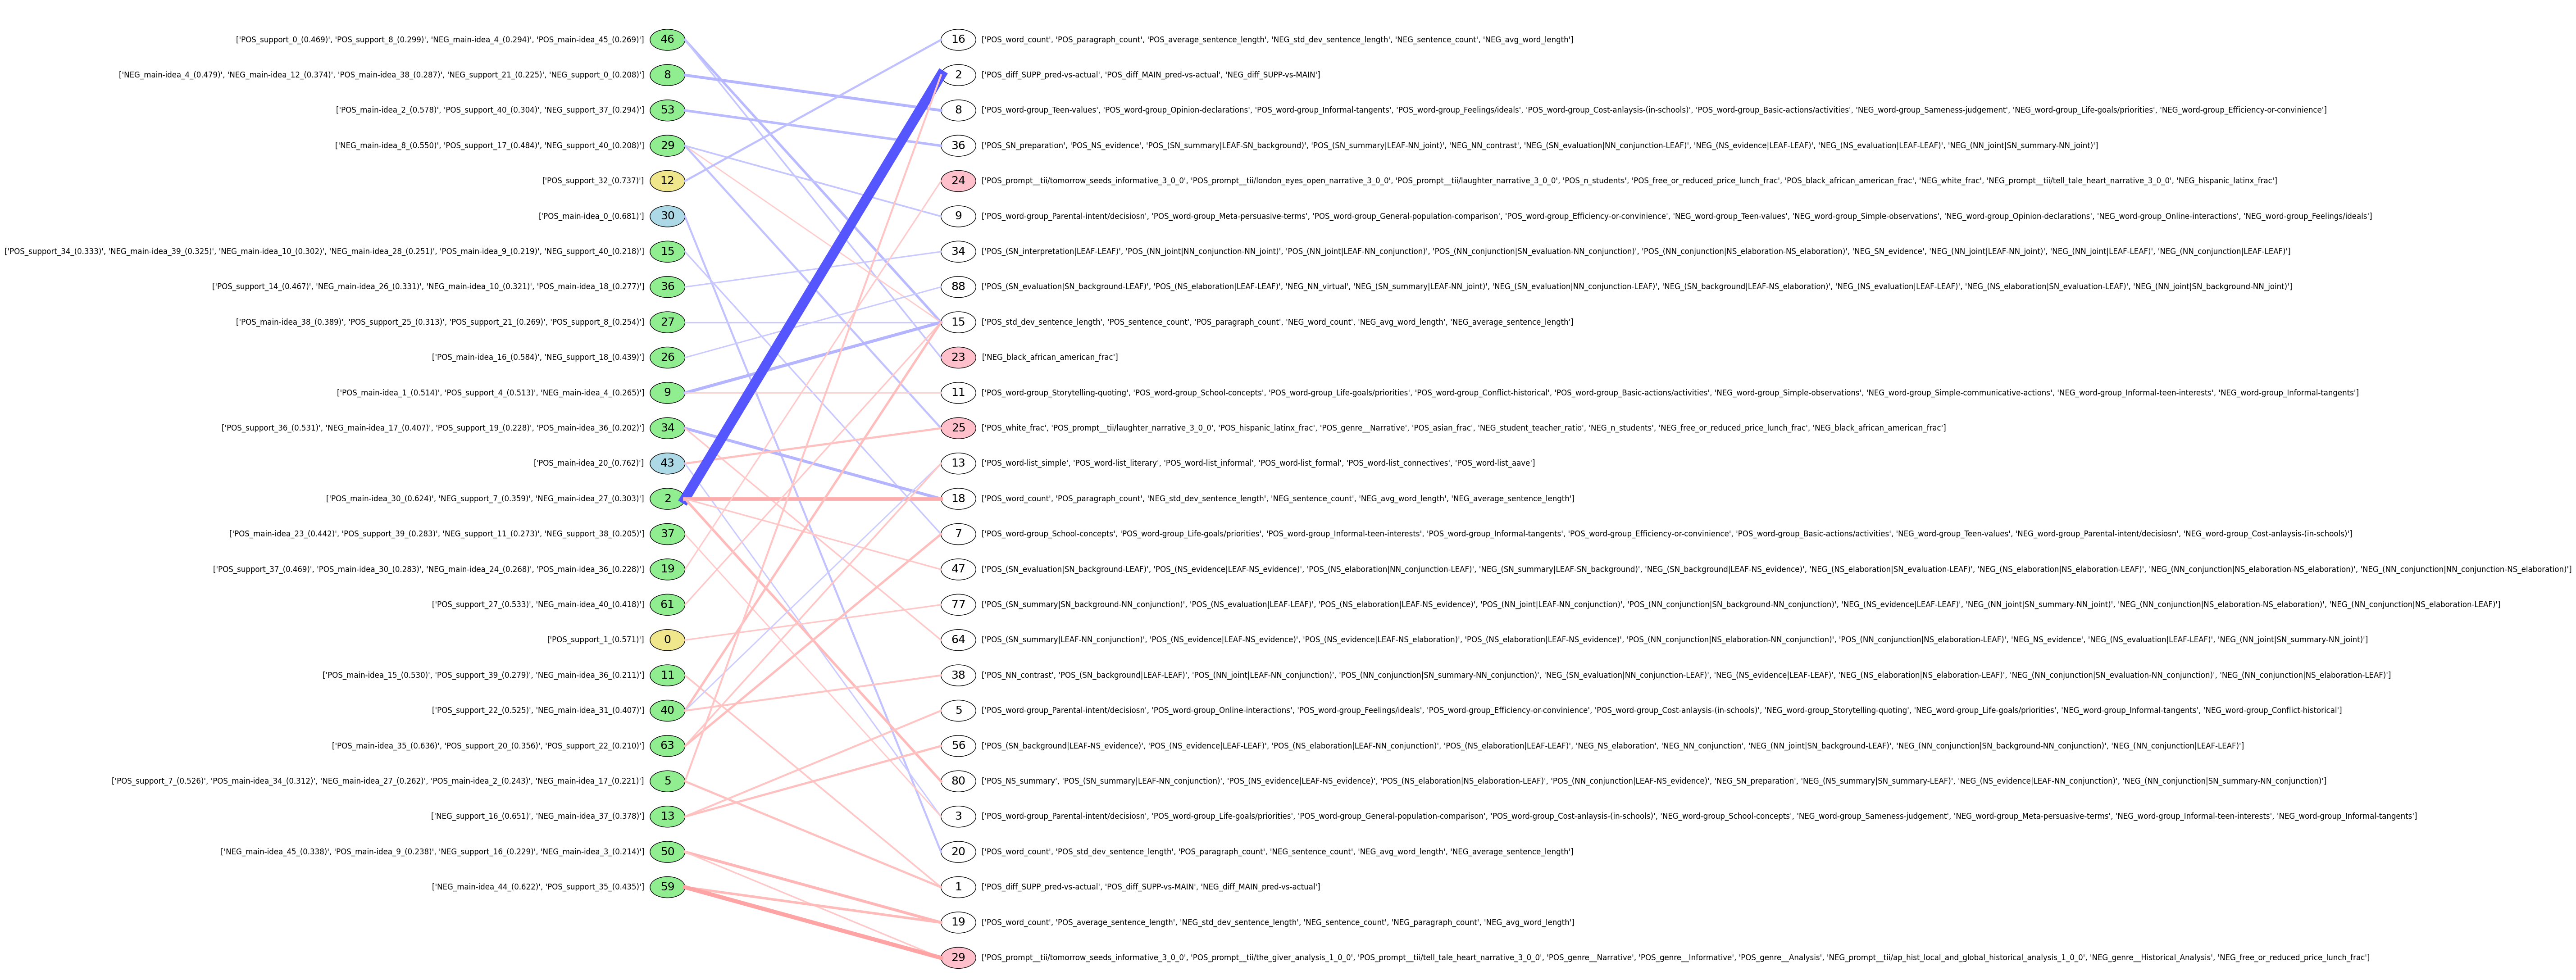 ['POS_support_0_(0.469)', 'POS_support_8_(0.299)', 'NEG_main-idea_4_(0.294)', 'POS_main-idea_45_(0.269)'] 46
16 ['POS_word_count', 'POS_paragraph_count', 'POS_average_sentence_length', 'NEG_std_dev_sentence_length', 'NEG_sentence_count', 'NEG_avg_word_length']
['NEG_main-idea_4_(0.479)', 'NEG_main-idea_12_(0.374)', 'POS_main-idea_38_(0.287)', 'NEG_support_21_(0.225)', 'NEG_support_0_(0.208)'] 8
2 ['POS_diff_SUPP_pred-vs-actual', 'POS_diff_MAIN_pred-vs-actual', 'NEG_diff_SUPP-vs-MAIN']
['POS_main-idea_2_(0.578)', 'POS_support_40_(0.304)', 'NEG_support_37_(0.294)'] 53
8 ['POS_word-group_Teen-values', 'POS_word-group_Opinion-declarations', 'POS_word-group_Informal-tangents', 'POS_word-group_Feelings/ideals', 'POS_word-group_Cost-anlaysis-(in-schools)', 'POS_word-group_Basic-actions/activities', 'NEG_word-group_Sameness-judgement', 'NEG_word-group_Life-goals/priorities', 'NEG_word-group_Efficiency-or-convinience']
['NEG_main-idea_8_(0.550)', 'POS_support_17_(0.484)', 'NEG_support_40_(0.208)'] 29
36 ['POS_SN_preparation', 'POS_NS_evidence', 'POS_(SN_summary|LEAF-SN_background)', 'POS_(SN_summary|LEAF-NN_joint)', 'NEG_NN_contrast', 'NEG_(SN_evaluation|NN_conjunction-LEAF)', 'NEG_(NS_evidence|LEAF-LEAF)', 'NEG_(NS_evaluation|LEAF-LEAF)', 'NEG_(NN_joint|SN_summary-NN_joint)']
['POS_support_32_(0.737)'] 12
24 ['POS_prompt__tii/tomorrow_seeds_informative_3_0_0', 'POS_prompt__tii/london_eyes_open_narrative_3_0_0', 'POS_prompt__tii/laughter_narrative_3_0_0', 'POS_n_students', 'POS_free_or_reduced_price_lunch_frac', 'POS_black_african_american_frac', 'NEG_white_frac', 'NEG_prompt__tii/tell_tale_heart_narrative_3_0_0', 'NEG_hispanic_latinx_frac']
['POS_main-idea_0_(0.681)'] 30
9 ['POS_word-group_Parental-intent/decisiosn', 'POS_word-group_Meta-persuasive-terms', 'POS_word-group_General-population-comparison', 'POS_word-group_Efficiency-or-convinience', 'NEG_word-group_Teen-values', 'NEG_word-group_Simple-observations', 'NEG_word-group_Opinion-declarations', 'NEG_word-group_Online-interactions', 'NEG_word-group_Feelings/ideals']
['POS_support_34_(0.333)', 'NEG_main-idea_39_(0.325)', 'NEG_main-idea_10_(0.302)', 'NEG_main-idea_28_(0.251)', 'POS_main-idea_9_(0.219)', 'NEG_support_40_(0.218)'] 15
34 ['POS_(SN_interpretation|LEAF-LEAF)', 'POS_(NN_joint|NN_conjunction-NN_joint)', 'POS_(NN_joint|LEAF-NN_conjunction)', 'POS_(NN_conjunction|SN_evaluation-NN_conjunction)', 'POS_(NN_conjunction|NS_elaboration-NS_elaboration)', 'NEG_SN_evidence', 'NEG_(NN_joint|LEAF-NN_joint)', 'NEG_(NN_joint|LEAF-LEAF)', 'NEG_(NN_conjunction|LEAF-LEAF)']
['POS_support_14_(0.467)', 'NEG_main-idea_26_(0.331)', 'NEG_main-idea_10_(0.321)', 'POS_main-idea_18_(0.277)'] 36
88 ['POS_(SN_evaluation|SN_background-LEAF)', 'POS_(NS_elaboration|LEAF-LEAF)', 'NEG_NN_virtual', 'NEG_(SN_summary|LEAF-NN_joint)', 'NEG_(SN_evaluation|NN_conjunction-LEAF)', 'NEG_(SN_background|LEAF-NS_elaboration)', 'NEG_(NS_evaluation|LEAF-LEAF)', 'NEG_(NS_elaboration|SN_evaluation-LEAF)', 'NEG_(NN_joint|SN_background-NN_joint)']
['POS_main-idea_38_(0.389)', 'POS_support_25_(0.313)', 'POS_support_21_(0.269)', 'POS_support_8_(0.254)'] 27
15 ['POS_std_dev_sentence_length', 'POS_sentence_count', 'POS_paragraph_count', 'NEG_word_count', 'NEG_avg_word_length', 'NEG_average_sentence_length']
['POS_main-idea_16_(0.584)', 'NEG_support_18_(0.439)'] 26
23 ['NEG_black_african_american_frac']
['POS_main-idea_1_(0.514)', 'POS_support_4_(0.513)', 'NEG_main-idea_4_(0.265)'] 9
11 ['POS_word-group_Storytelling-quoting', 'POS_word-group_School-concepts', 'POS_word-group_Life-goals/priorities', 'POS_word-group_Conflict-historical', 'POS_word-group_Basic-actions/activities', 'NEG_word-group_Simple-observations', 'NEG_word-group_Simple-communicative-actions', 'NEG_word-group_Informal-teen-interests', 'NEG_word-group_Informal-tangents']
['POS_support_36_(0.531)', 'NEG_main-idea_17_(0.407)', 'POS_support_19_(0.228)', 'POS_main-idea_36_(0.202)'] 34
25 ['POS_white_frac', 'POS_prompt__tii/laughter_narrative_3_0_0', 'POS_hispanic_latinx_frac', 'POS_genre__Narrative', 'POS_asian_frac', 'NEG_student_teacher_ratio', 'NEG_n_students', 'NEG_free_or_reduced_price_lunch_frac', 'NEG_black_african_american_frac']
['POS_main-idea_20_(0.762)'] 43
13 ['POS_word-list_simple', 'POS_word-list_literary', 'POS_word-list_informal', 'POS_word-list_formal', 'POS_word-list_connectives', 'POS_word-list_aave']
['POS_main-idea_30_(0.624)', 'NEG_support_7_(0.359)', 'NEG_main-idea_27_(0.303)'] 2
18 ['POS_word_count', 'POS_paragraph_count', 'NEG_std_dev_sentence_length', 'NEG_sentence_count', 'NEG_avg_word_length', 'NEG_average_sentence_length']
['POS_main-idea_23_(0.442)', 'POS_support_39_(0.283)', 'NEG_support_11_(0.273)', 'NEG_support_38_(0.205)'] 37
7 ['POS_word-group_School-concepts', 'POS_word-group_Life-goals/priorities', 'POS_word-group_Informal-teen-interests', 'POS_word-group_Informal-tangents', 'POS_word-group_Efficiency-or-convinience', 'POS_word-group_Basic-actions/activities', 'NEG_word-group_Teen-values', 'NEG_word-group_Parental-intent/decisiosn', 'NEG_word-group_Cost-anlaysis-(in-schools)']
['POS_support_37_(0.469)', 'POS_main-idea_30_(0.283)', 'NEG_main-idea_24_(0.268)', 'POS_main-idea_36_(0.228)'] 19
47 ['POS_(SN_evaluation|SN_background-LEAF)', 'POS_(NS_evidence|LEAF-NS_evidence)', 'POS_(NS_elaboration|NN_conjunction-LEAF)', 'NEG_(SN_summary|LEAF-SN_background)', 'NEG_(SN_background|LEAF-NS_evidence)', 'NEG_(NS_elaboration|SN_evaluation-LEAF)', 'NEG_(NS_elaboration|NS_elaboration-LEAF)', 'NEG_(NN_conjunction|NS_elaboration-NS_elaboration)', 'NEG_(NN_conjunction|NN_conjunction-NS_elaboration)']
['POS_support_27_(0.533)', 'NEG_main-idea_40_(0.418)'] 61
77 ['POS_(SN_summary|SN_background-NN_conjunction)', 'POS_(NS_evaluation|LEAF-LEAF)', 'POS_(NS_elaboration|LEAF-NS_evidence)', 'POS_(NN_joint|LEAF-NN_conjunction)', 'POS_(NN_conjunction|SN_background-NN_conjunction)', 'NEG_(NS_evidence|LEAF-LEAF)', 'NEG_(NN_joint|SN_summary-NN_joint)', 'NEG_(NN_conjunction|NS_elaboration-NS_elaboration)', 'NEG_(NN_conjunction|NS_elaboration-LEAF)']
['POS_support_1_(0.571)'] 0
64 ['POS_(SN_summary|LEAF-NN_conjunction)', 'POS_(NS_evidence|LEAF-NS_evidence)', 'POS_(NS_evidence|LEAF-NS_elaboration)', 'POS_(NS_elaboration|LEAF-NS_evidence)', 'POS_(NN_conjunction|NS_elaboration-NN_conjunction)', 'POS_(NN_conjunction|NS_elaboration-LEAF)', 'NEG_NS_evidence', 'NEG_(NS_evaluation|LEAF-LEAF)', 'NEG_(NN_joint|SN_summary-NN_joint)']
['POS_main-idea_15_(0.530)', 'POS_support_39_(0.279)', 'NEG_main-idea_36_(0.211)'] 11
38 ['POS_NN_contrast', 'POS_(SN_background|LEAF-LEAF)', 'POS_(NN_joint|LEAF-NN_conjunction)', 'POS_(NN_conjunction|SN_summary-NN_conjunction)', 'NEG_(SN_evaluation|NN_conjunction-LEAF)', 'NEG_(NS_evidence|LEAF-LEAF)', 'NEG_(NS_elaboration|NS_elaboration-LEAF)', 'NEG_(NN_conjunction|SN_evaluation-NN_conjunction)', 'NEG_(NN_conjunction|NS_elaboration-LEAF)']
['POS_support_22_(0.525)', 'NEG_main-idea_31_(0.407)'] 40
5 ['POS_word-group_Parental-intent/decisiosn', 'POS_word-group_Online-interactions', 'POS_word-group_Feelings/ideals', 'POS_word-group_Efficiency-or-convinience', 'POS_word-group_Cost-anlaysis-(in-schools)', 'NEG_word-group_Storytelling-quoting', 'NEG_word-group_Life-goals/priorities', 'NEG_word-group_Informal-tangents', 'NEG_word-group_Conflict-historical']
['POS_main-idea_35_(0.636)', 'POS_support_20_(0.356)', 'POS_support_22_(0.210)'] 63
56 ['POS_(SN_background|LEAF-NS_evidence)', 'POS_(NS_evidence|LEAF-LEAF)', 'POS_(NS_elaboration|LEAF-NN_conjunction)', 'POS_(NS_elaboration|LEAF-LEAF)', 'NEG_NS_elaboration', 'NEG_NN_conjunction', 'NEG_(NN_joint|SN_background-LEAF)', 'NEG_(NN_conjunction|SN_background-NN_conjunction)', 'NEG_(NN_conjunction|LEAF-LEAF)']
['POS_support_7_(0.526)', 'POS_main-idea_34_(0.312)', 'NEG_main-idea_27_(0.262)', 'POS_main-idea_2_(0.243)', 'NEG_main-idea_17_(0.221)'] 5
80 ['POS_NS_summary', 'POS_(SN_summary|LEAF-NN_conjunction)', 'POS_(NS_evidence|LEAF-NS_evidence)', 'POS_(NS_elaboration|NS_elaboration-LEAF)', 'POS_(NN_conjunction|LEAF-NS_evidence)', 'NEG_SN_preparation', 'NEG_(NS_summary|SN_summary-LEAF)', 'NEG_(NS_evidence|LEAF-NN_conjunction)', 'NEG_(NN_conjunction|SN_summary-NN_conjunction)']
['NEG_support_16_(0.651)', 'NEG_main-idea_37_(0.378)'] 13
3 ['POS_word-group_Parental-intent/decisiosn', 'POS_word-group_Life-goals/priorities', 'POS_word-group_General-population-comparison', 'POS_word-group_Cost-anlaysis-(in-schools)', 'NEG_word-group_School-concepts', 'NEG_word-group_Sameness-judgement', 'NEG_word-group_Meta-persuasive-terms', 'NEG_word-group_Informal-teen-interests', 'NEG_word-group_Informal-tangents']
['NEG_main-idea_45_(0.338)', 'POS_main-idea_9_(0.238)', 'NEG_support_16_(0.229)', 'NEG_main-idea_3_(0.214)'] 50
20 ['POS_word_count', 'POS_std_dev_sentence_length', 'POS_paragraph_count', 'NEG_sentence_count', 'NEG_avg_word_length', 'NEG_average_sentence_length']
['NEG_main-idea_44_(0.622)', 'POS_support_35_(0.435)'] 59
1 ['POS_diff_SUPP_pred-vs-actual', 'POS_diff_SUPP-vs-MAIN', 'NEG_diff_MAIN_pred-vs-actual']
19 ['POS_word_count', 'POS_average_sentence_length', 'NEG_std_dev_sentence_length', 'NEG_sentence_count', 'NEG_paragraph_count', 'NEG_avg_word_length']
29 ['POS_prompt__tii/tomorrow_seeds_informative_3_0_0', 'POS_prompt__tii/the_giver_analysis_1_0_0', 'POS_prompt__tii/tell_tale_heart_narrative_3_0_0', 'POS_genre__Narrative', 'POS_genre__Informative', 'POS_genre__Analysis', 'NEG_prompt__tii/ap_hist_local_and_global_historical_analysis_1_0_0', 'NEG_genre__Historical_Analysis', 'NEG_free_or_reduced_price_lunch_frac']